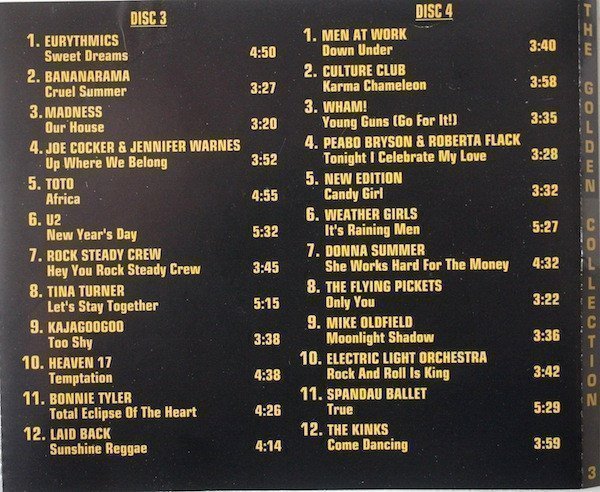 DISC 3
1. EURYTHMICS
Sweet Dreams 4:50
2. BANANARAMA
Cruel Summer 3:27
3. MADNESS
Our House 3:20
4. JOE COCKER & JENNIFER WARNES
Up Where We Belong 3:52
5. TOTO
Africa 4:55
6. U2
New Year's Day 5:32
7. ROCK STEADY CREW
Hey You Rock Steady Crew 3:45
8. TINA TURNER
Let's Stay Together 5:15
9. KAJAGOOGOO
Too Shy 3:38
10. HEAVEN 17
Temptation 4:38
11. BONNIE TYLER
Total Eclipse Of The Heart 4:26
12. LAID BACK
Sunshine Reggae 4:14
DISC 4
1. MEN AT WORK
Down Under 3:40
2. CULTURE CLUB
Karma Chameleon 3:58
3. WHAM!
Young Guns (Go For It!) 3:35
4. PEABO BRYSON & ROBERTA FLACK
Tonight I Celebrate My Love 3:28
5. NEW EDITION
Candy Girl 3:32
6. WEATHER GIRLS
It's Raining Men 5:27
7. DONNA SUMMER
She Works Hard For The Money 4:32
8. THE FLYING PICKETS
Only You 3:22
9. MIKE OLDFIELD
Moonlight Shadow 3:36
10. ELECTRIC LIGHT ORCHESTRA
Rock And Roll Is King 3:42
11. SPANDAU BALLET
True 5:29
12. THE KINKS
Come Dancing 3:59
THE GOLDEN COLLECTION 3